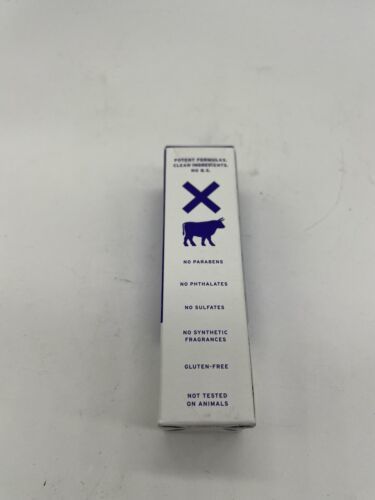 POTENT FORMULAS.
CLEAN INGREDIENTS.
NO B.S.
NO PARABENS
NO PHTHALATES
NO SULFATES
NO SYNTHETIC
FRAGRANCES
GLUTEN-FREE
NOT TESTED
ON ANIMALS